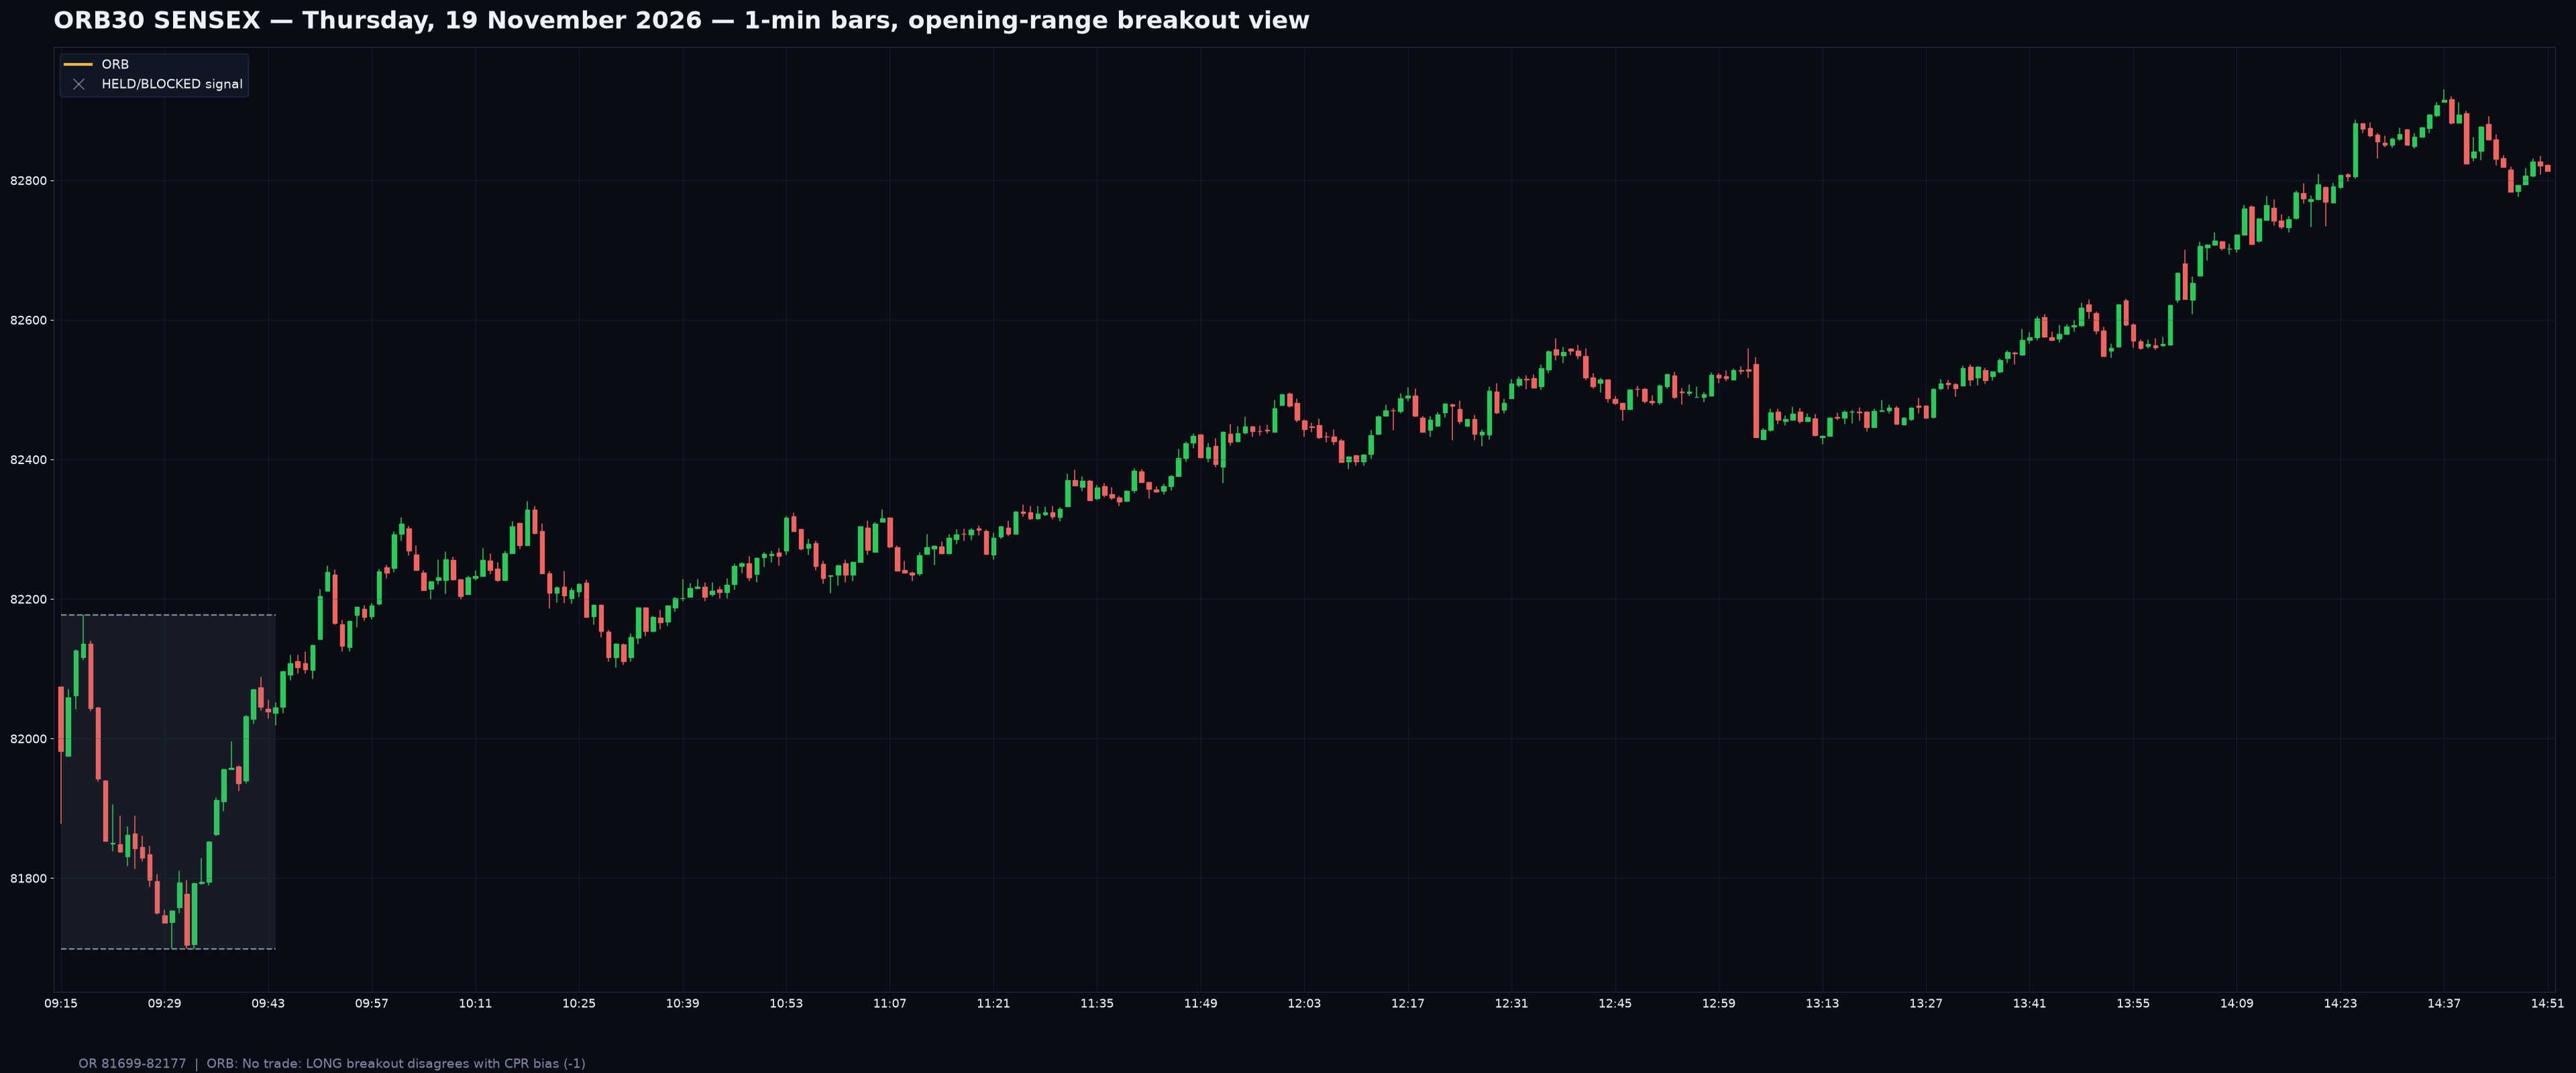 ORB30 SENSEX — Thursday, 19 November 2026 — 1-min bars, opening-range breakout view
ORB
HELD/BLOCKED signal
82800
82600
82400
82200
82000
81800
09:15 09:29 09:43 09:57 10:11 10:25 10:39 10:53 11:07 11:21 11:35 11:49 12:03 12:17 12:31 12:45 12:59 13:13 13:27 13:41 13:55 14:09 14:23 14:37 14:51
OR 81699-82177 | ORB: No trade: LONG breakout disagrees with CPR bias (-1)